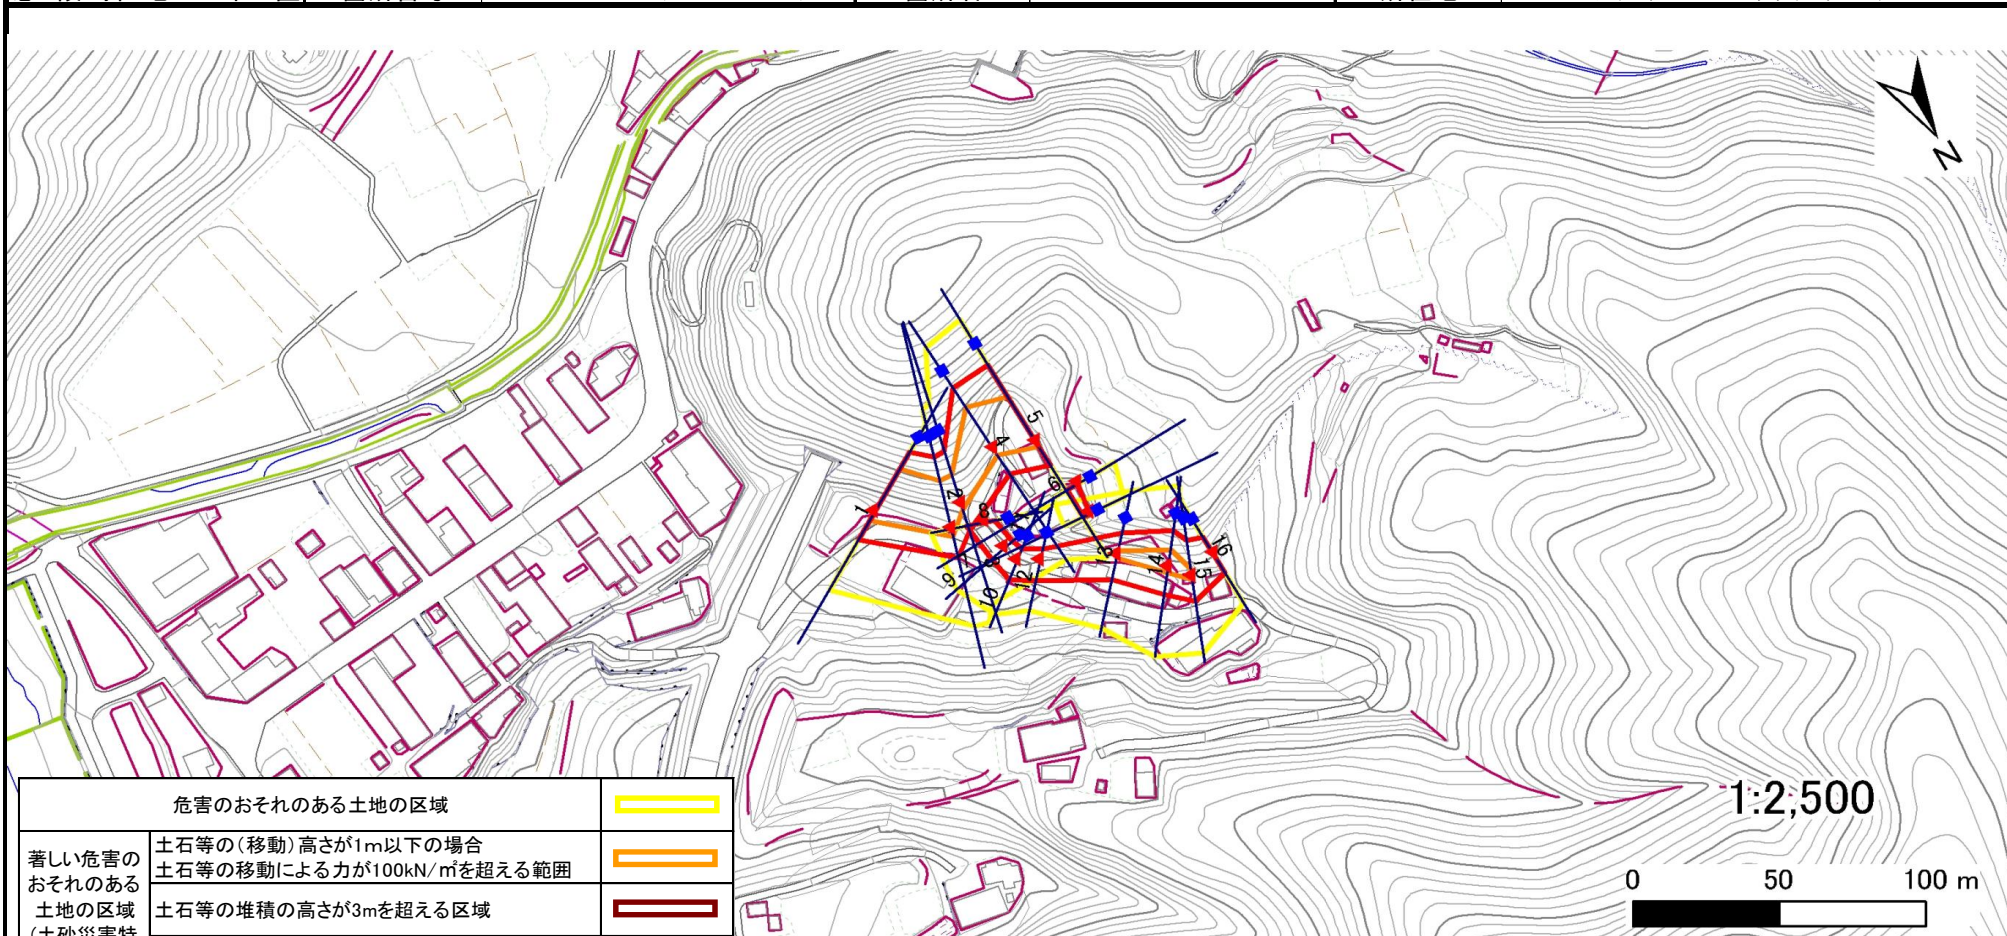 N
5
4
2
1
8
6
9
10
12
13
14
15
16
1:2,500
0 50 100 m
危害のおそれのある土地の区域
著しい危害の
おそれのある
土地の区域
土石等の(移動)高さが1m以下の場合
土石等の移動による力が100kN/㎡を超える範囲
土石等の堆積の高さが3mを超える区域